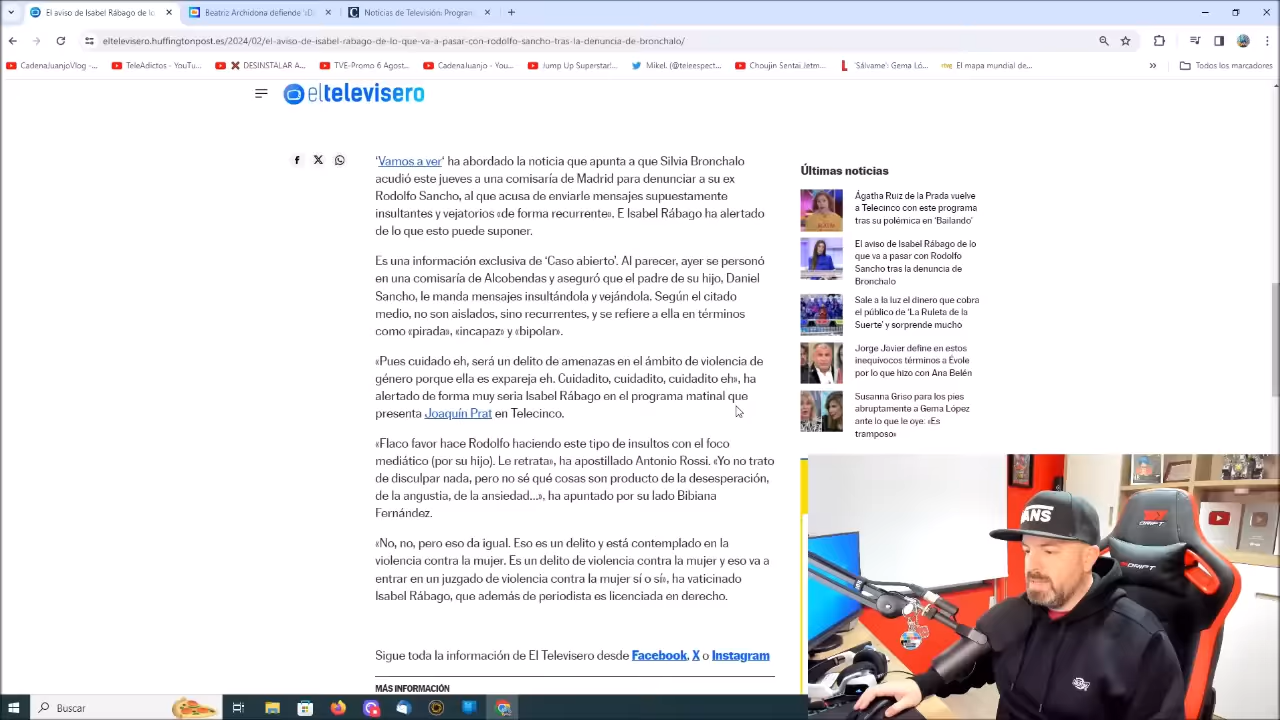 El aviso de Isabel Rábago de lo
Beatriz Archidona defiende 'iD
Noticias de Televisión: Program
eltelevisero.huffingtonpost.es/2024/02/el-aviso-de-isabel-rabago-de-lo-que-va-a-pasar-con-rodolfo-sancho-tras-la-denuncia-de-bronchalo/
CadenaJuanjoVlog -...
TeleAdictos - YouTu...
DESINSTALAR A...
TVE-Promo 6 Agost...
CadenaJuanjo - You...
Jump Up Superstar!...
Mikel. (@teleespect...
Choujin Sentai Jetm...
'Sálvame': Gema Ló...
rtve El mapa mundial de...
Todos los marcadores
eltelevisero
'Vamos a ver' ha abordado la noticia que apunta a que Silvia Bronchalo
acudió este jueves a una comisaría de Madrid para denunciar a su ex
Rodolfo Sancho, al que acusa de enviarle mensajes supuestamente
insultantes y vejatorios «de forma recurrente». E Isabel Rábago ha alertado
de lo que esto puede suponer.
Es una información exclusiva de 'Caso abierto'. Al parecer, ayer se personó
en una comisaría de Alcobendas y aseguró que el padre de su hijo, Daniel
Sancho, le manda mensajes insultándola y vejándola. Según el citado
medio, no son aislados, sino recurrentes, y se refiere a ella en términos
como «pirada», «incapaz» y «bipolar».
«Pues cuidado eh, será un delito de amenazas en el ámbito de violencia de
género porque ella es expareja eh. Cuidadito, cuidadito, cuidadito eh», ha
alertado de forma muy seria Isabel Rábago en el programa matinal que
presenta Joaquín Prat en Telecinco.
«Flaco favor hace Rodolfo haciendo este tipo de insultos con el foco
mediático (por su hijo). Le retrata», ha apostillado Antonio Rossi. «Yo no trato
de disculpar nada, pero no sé qué cosas son producto de la desesperación,
de la angustia, de la ansiedad...», ha apuntado por su lado Bibiana
Fernández.
«No, no, pero eso da igual. Eso es un delito y está contemplado en la
violencia contra la mujer. Es un delito de violencia contra la mujer y eso va a
entrar en un juzgado de violencia contra la mujer sí o sí», ha vaticinado
Isabel Rábago, que además de periodista es licenciada en derecho.
Sigue toda la información de El Televisero desde Facebook, X o Instagram
MÁS INFORMACIÓN
Últimas noticias
Ágatha Ruiz de la Prada vuelve
a Telecinco con este programa
tras su polémica en 'Bailando'
El aviso de Isabel Rábago de lo
que va a pasar con Rodolfo
Sancho tras la denuncia de
Bronchalo
Sale a la luz el dinero que cobra
el público de 'La Ruleta de la
Suerte' y sorprende mucho
Jorge Javier define en estos
inequívocos términos a Évole
por lo que hizo con Ana Belén
Susanna Griso para los pies
abruptamente a Gema López
ante lo que le oye: «Es
tramposo»
VANS
DRIFT
DRIFT
Buscar